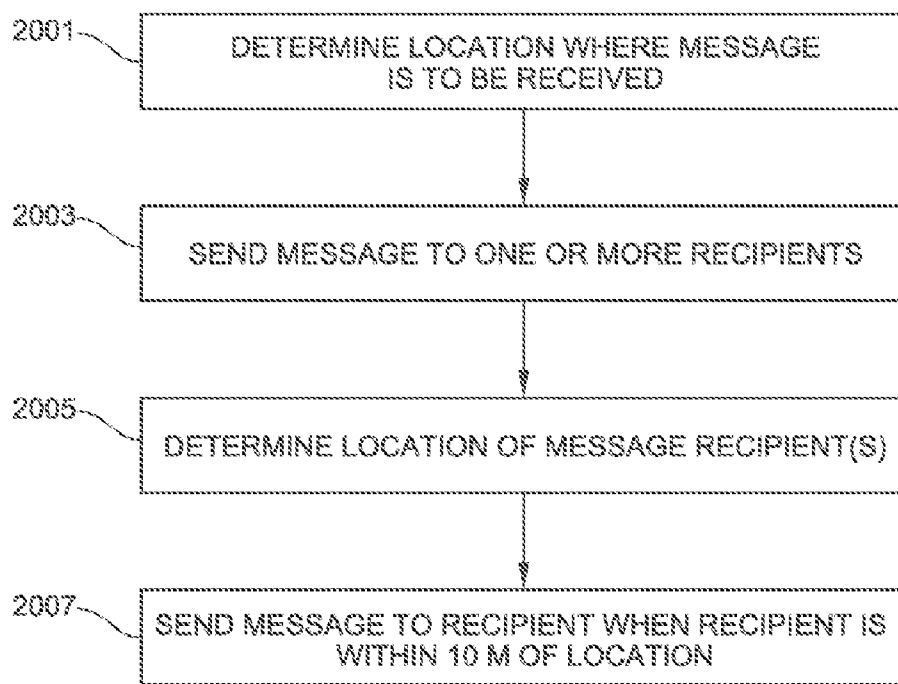 2001
DETERMINE LOCATION WHERE MESSAGE
IS TO BE RECEIVED
2003
SEND MESSAGE TO ONE OR MORE RECIPIENTS
2005
DETERMINE LOCATION OF MESSAGE RECIPIENT(S)
2007
SEND MESSAGE TO RECIPIENT WHEN RECIPIENT IS
WITHIN 10 M OF LOCATION